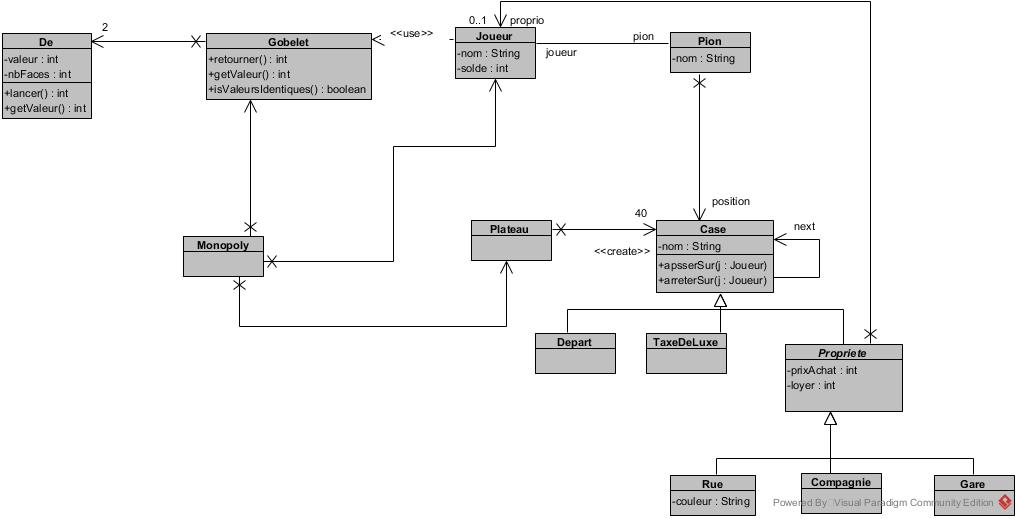 De
-valeur : int
-nbFaces : int
+lancer() : int
+getValeur() : int
2
Gobelet
+retourner() : int
+getValeur() : int
+isValeursIdentiques() : boolean
<<use>>
0..1
proprio
Joueur
-nom : String
-solde : int
joueur
pion
Pion
-nom : String
position
Monopoly
Plateau
40
<<create>>
Case
-nom : String
+apsserSur(j : Joueur)
+arreterSur(j : Joueur)
next
Depart
TaxeDeLuxe
Propriete
-prixAchat : int
-loyer : int
Rue
-couleur : String
Compagnie
Gare
Powered By Visual Paradigm Community Edition